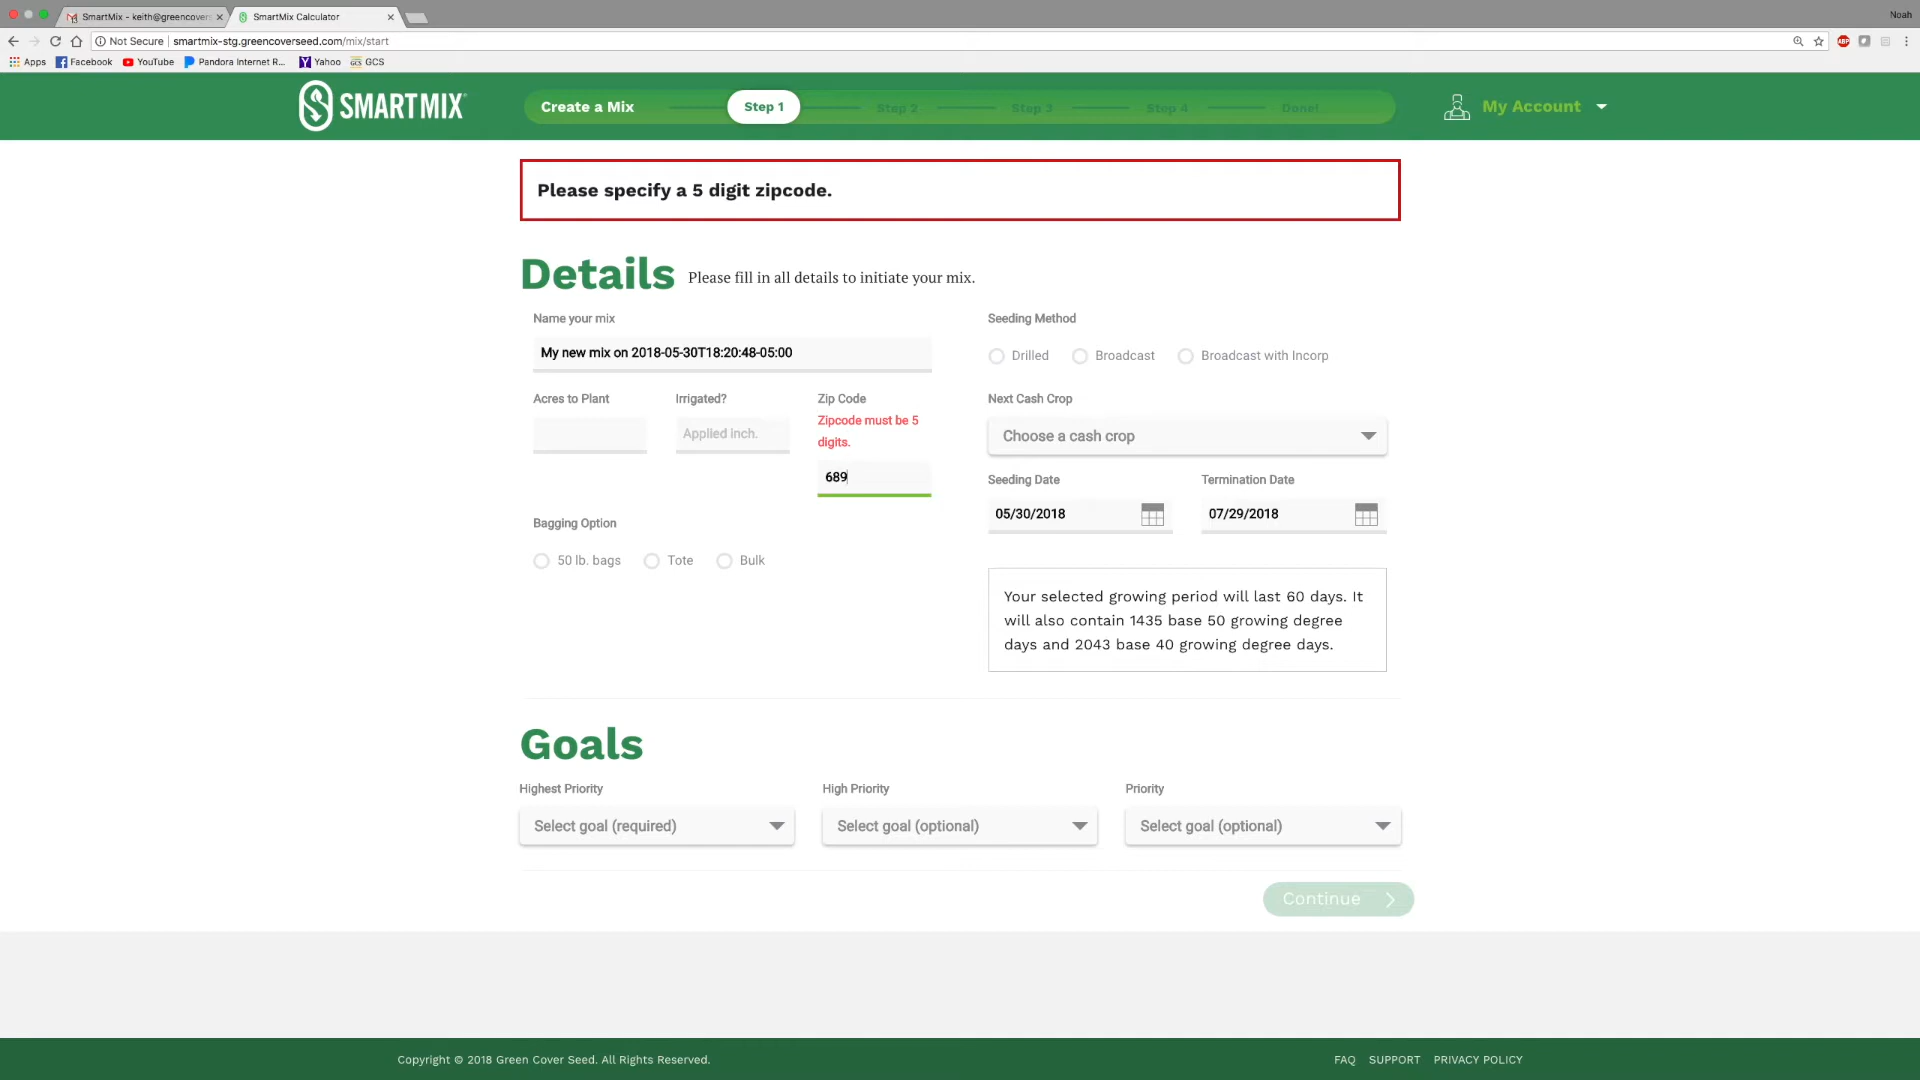 SmartMix - keith@greencovers
SmartMix Calculator
Noah
Not Secure | smartmix-stg.greencoverseed.com/mix/start
ABP
Apps Facebook YouTube Pandora Internet R... Yahoo GCS GCS
SMARTMIX
Create a Mix Step 1 Step 2 Step 3 Step 4 Done!
My Account
Please specify a 5 digit zipcode.
Details Please fill in all details to initiate your mix.
Name your mix
My new mix on 2018-05-30T18:20:48-05:00
Acres to Plant Irrigated? Zip Code
Applied inch.
Zipcode must be 5
digits.
689
Bagging Option
50 lb. bags Tote Bulk
Seeding Method
Drilled Broadcast Broadcast with Incorp
Next Cash Crop
Choose a cash crop
Seeding Date Termination Date
05/30/2018 07/29/2018
Your selected growing period will last 60 days. It
will also contain 1435 base 50 growing degree
days and 2043 base 40 growing degree days.
Goals
Highest Priority High Priority Priority
Select goal (required) Select goal (optional) Select goal (optional)
Continue
Copyright © 2018 Green Cover Seed. All Rights Reserved.
FAQ SUPPORT PRIVACY POLICY